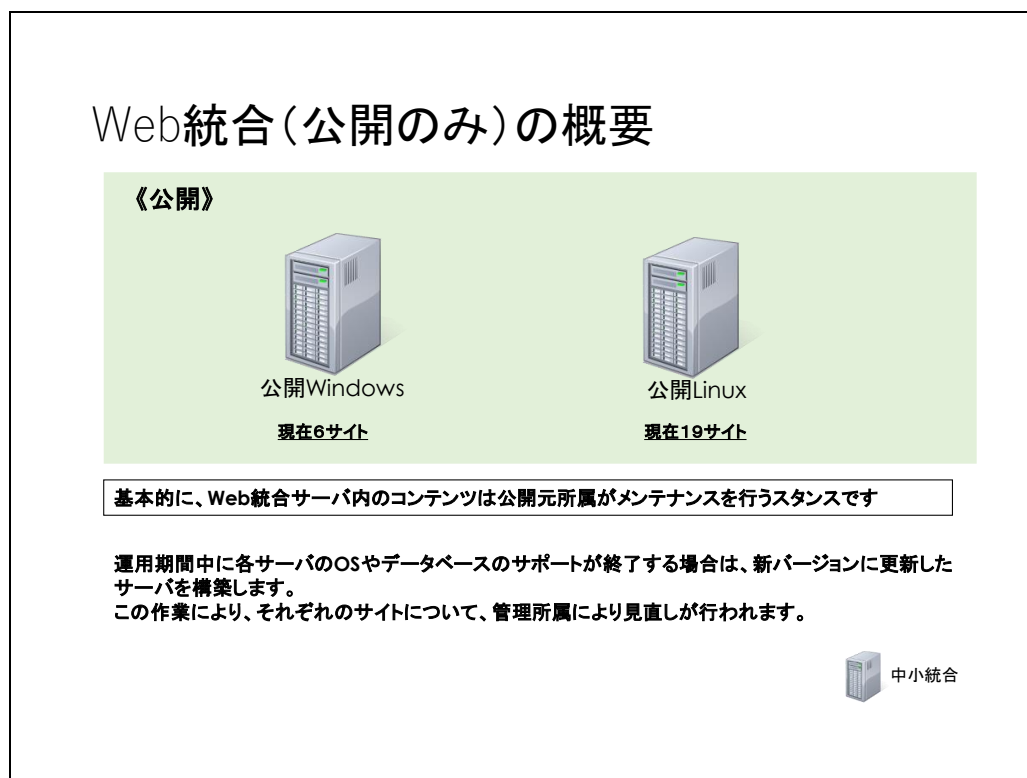 Web統合（公開のみ）の概要
《公開》
公開Windows
公開Linux
現在6サイト
現在19サイト
基本的に、Web統合サーバ内のコンテンツは公開元所属がメンテナンスを行うスタンスです
運用期間中に各サーバのOSやデータベースのサポートが終了する場合は、新バージョンに更新した
サーバを構築します。
この作業により、それぞれのサイトについて、管理所属により見直しが行われます。
中小統合